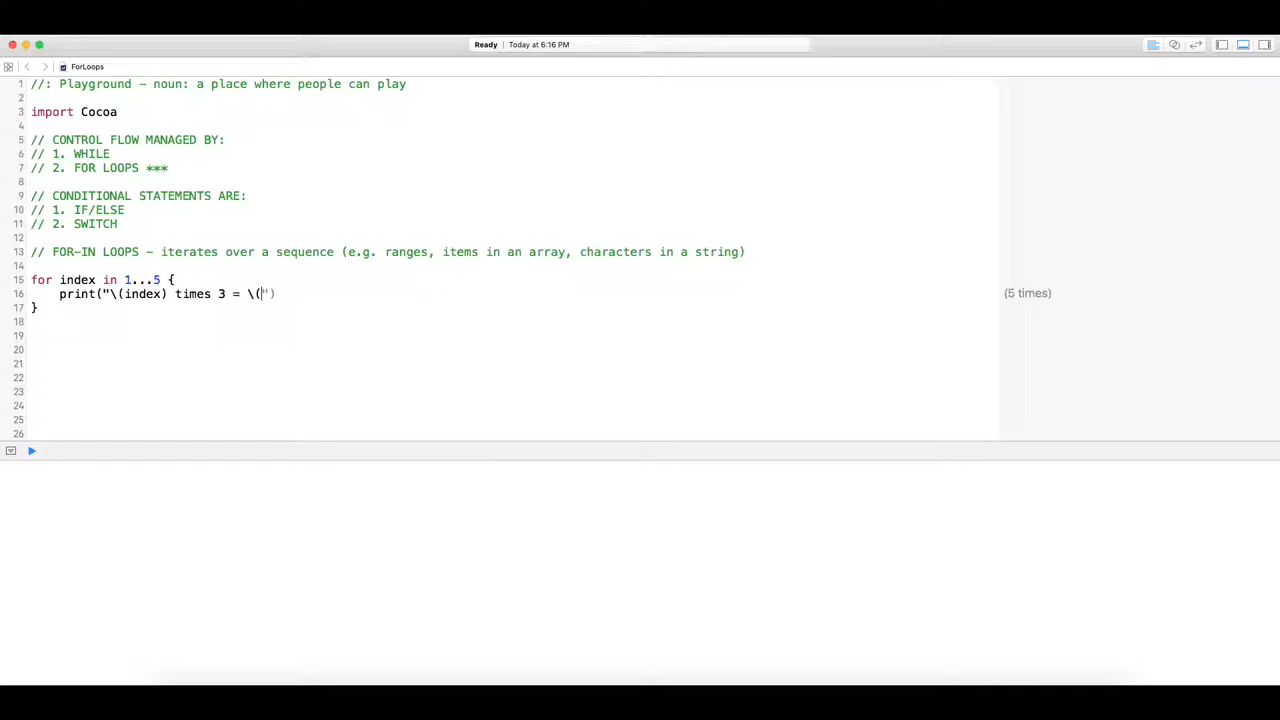 Ready Today at 6:16 PM
ForLoops
1 //: Playground - noun: a place where people can play
2
3 import Cocoa
4
5 // CONTROL FLOW MANAGED BY:
6 // 1. WHILE
7 // 2. FOR LOOPS ***
8
9 // CONDITIONAL STATEMENTS ARE:
10 // 1. IF/ELSE
11 // 2. SWITCH
12
13 // FOR-IN LOOPS - iterates over a sequence (e.g. ranges, items in an array, characters in a string)
14
15 for index in 1...5 {
16 print("\(index) times 3 = \(") (5 times)
17 }
18
19
20
21
22
23
24
25
26